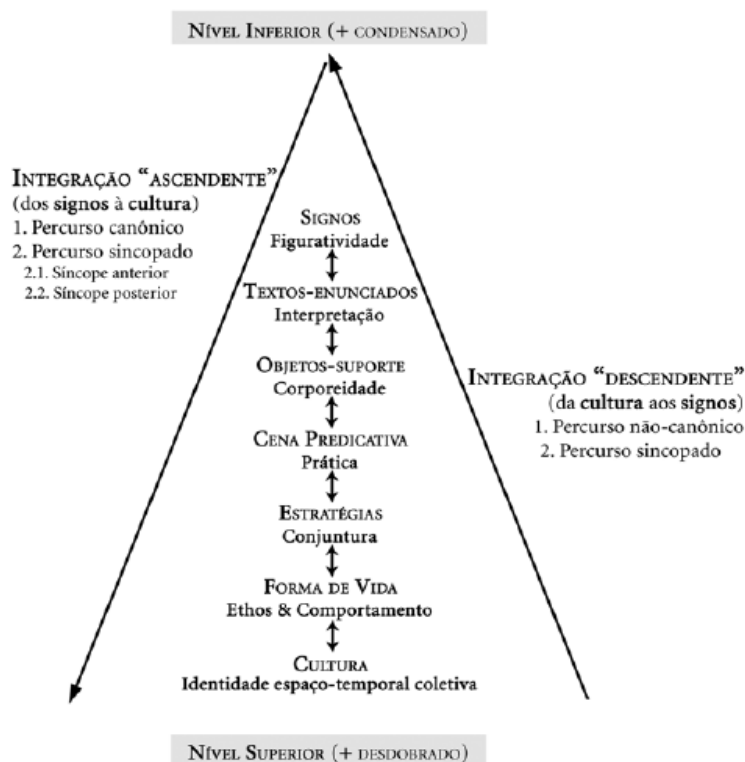 NÍVEL INFERIOR (+ CONDENSADO)
INTEGRAÇÃO “ASCENDENTE”
(dos signos à cultura)
1. Percurso canônico
2. Percurso sincopado
2.1. Síncope anterior
2.2. Síncope posterior
SIGNOS
Figuratividade
TEXTOS-ENUNCIADOS
Interpretação
OBJETOS-SUPORTE
Corporeidade
CENA PREDICATIVA
Prática
ESTRATÉGIAS
Conjuntura
FORMA DE VIDA
Ethos & Comportamento
CULTURA
Identidade espaço-temporal coletiva
INTEGRAÇÃO “DESCENDENTE”
(da cultura aos signos)
1. Percurso não-canônico
2. Percurso sincopado
NÍVEL SUPERIOR (+ DESDOBRADO)